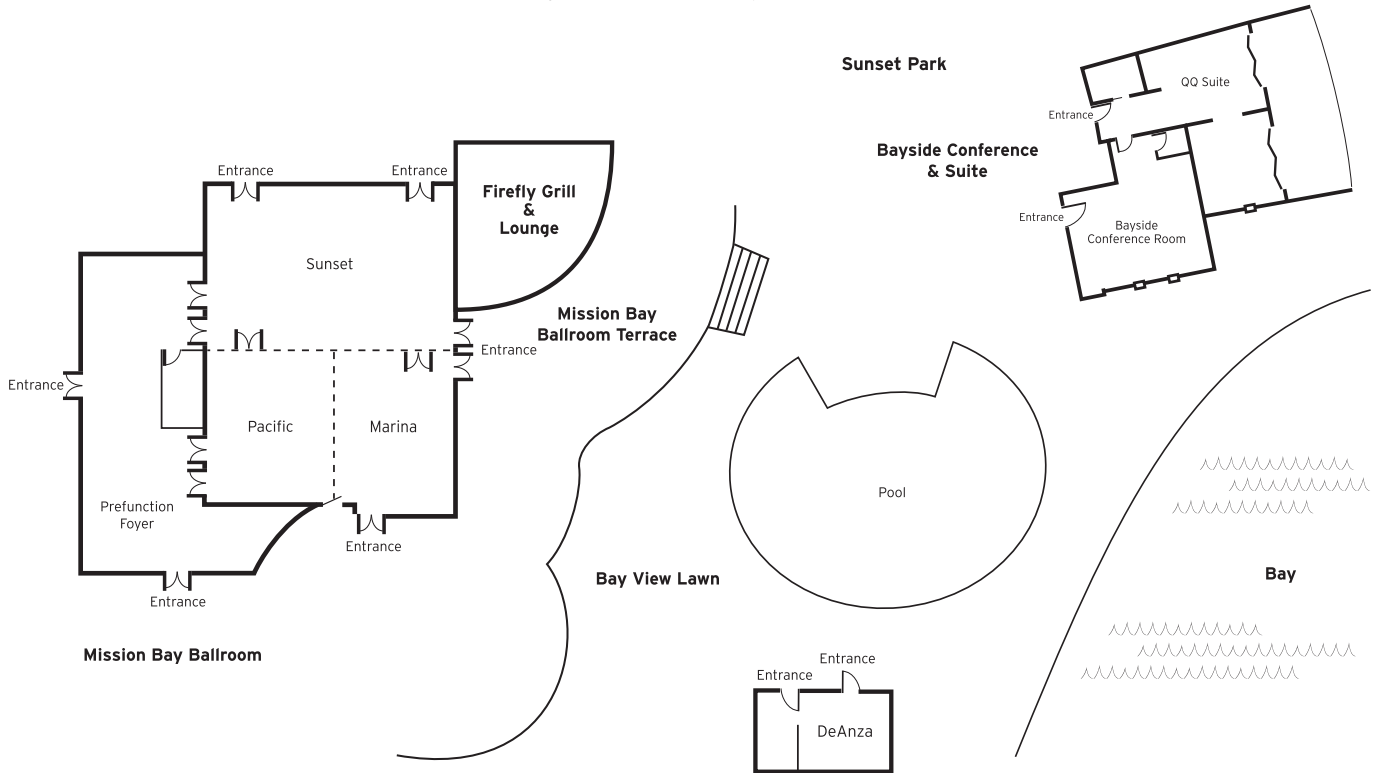 Sunset Park
QQ Suite
Entrance
Bayside Conference
& Suite
Entrance
Entrance
Firefly Grill
&
Lounge
Entrance
Bayside
Conference Room
Sunset
Mission Bay
Ballroom Terrace
Entrance
Entrance
Pacific
Marina
Pool
Prefunction
Foyer
Entrance
Bay View Lawn
Bay
Entrance
Mission Bay Ballroom
Entrance
Entrance
DeAnza